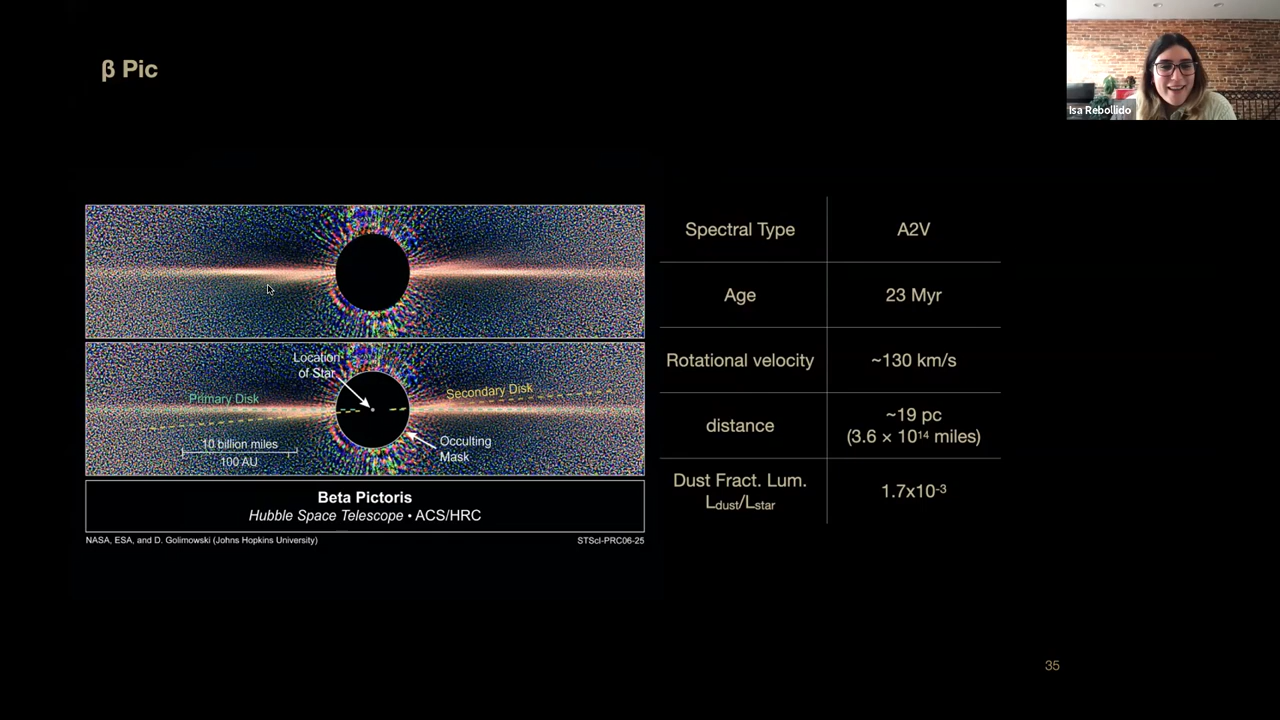 β Pic
Isa Rebollido
Location
of Star
Primary Disk
Secondary Disk
10 billion miles
100 AU
Occulting
Mask
Beta Pictoris
Hubble Space Telescope • ACS/HRC
NASA, ESA, and D. Golimowski (Johns Hopkins University)
STScI-PRC06-25
Spectral Type
A2V
Age
23 Myr
Rotational velocity
~130 km/s
distance
~19 pc
(3.6 × 10¹⁴ miles)
Dust Fract. Lum.
Ldust/Lstar
1.7x10⁻³
35